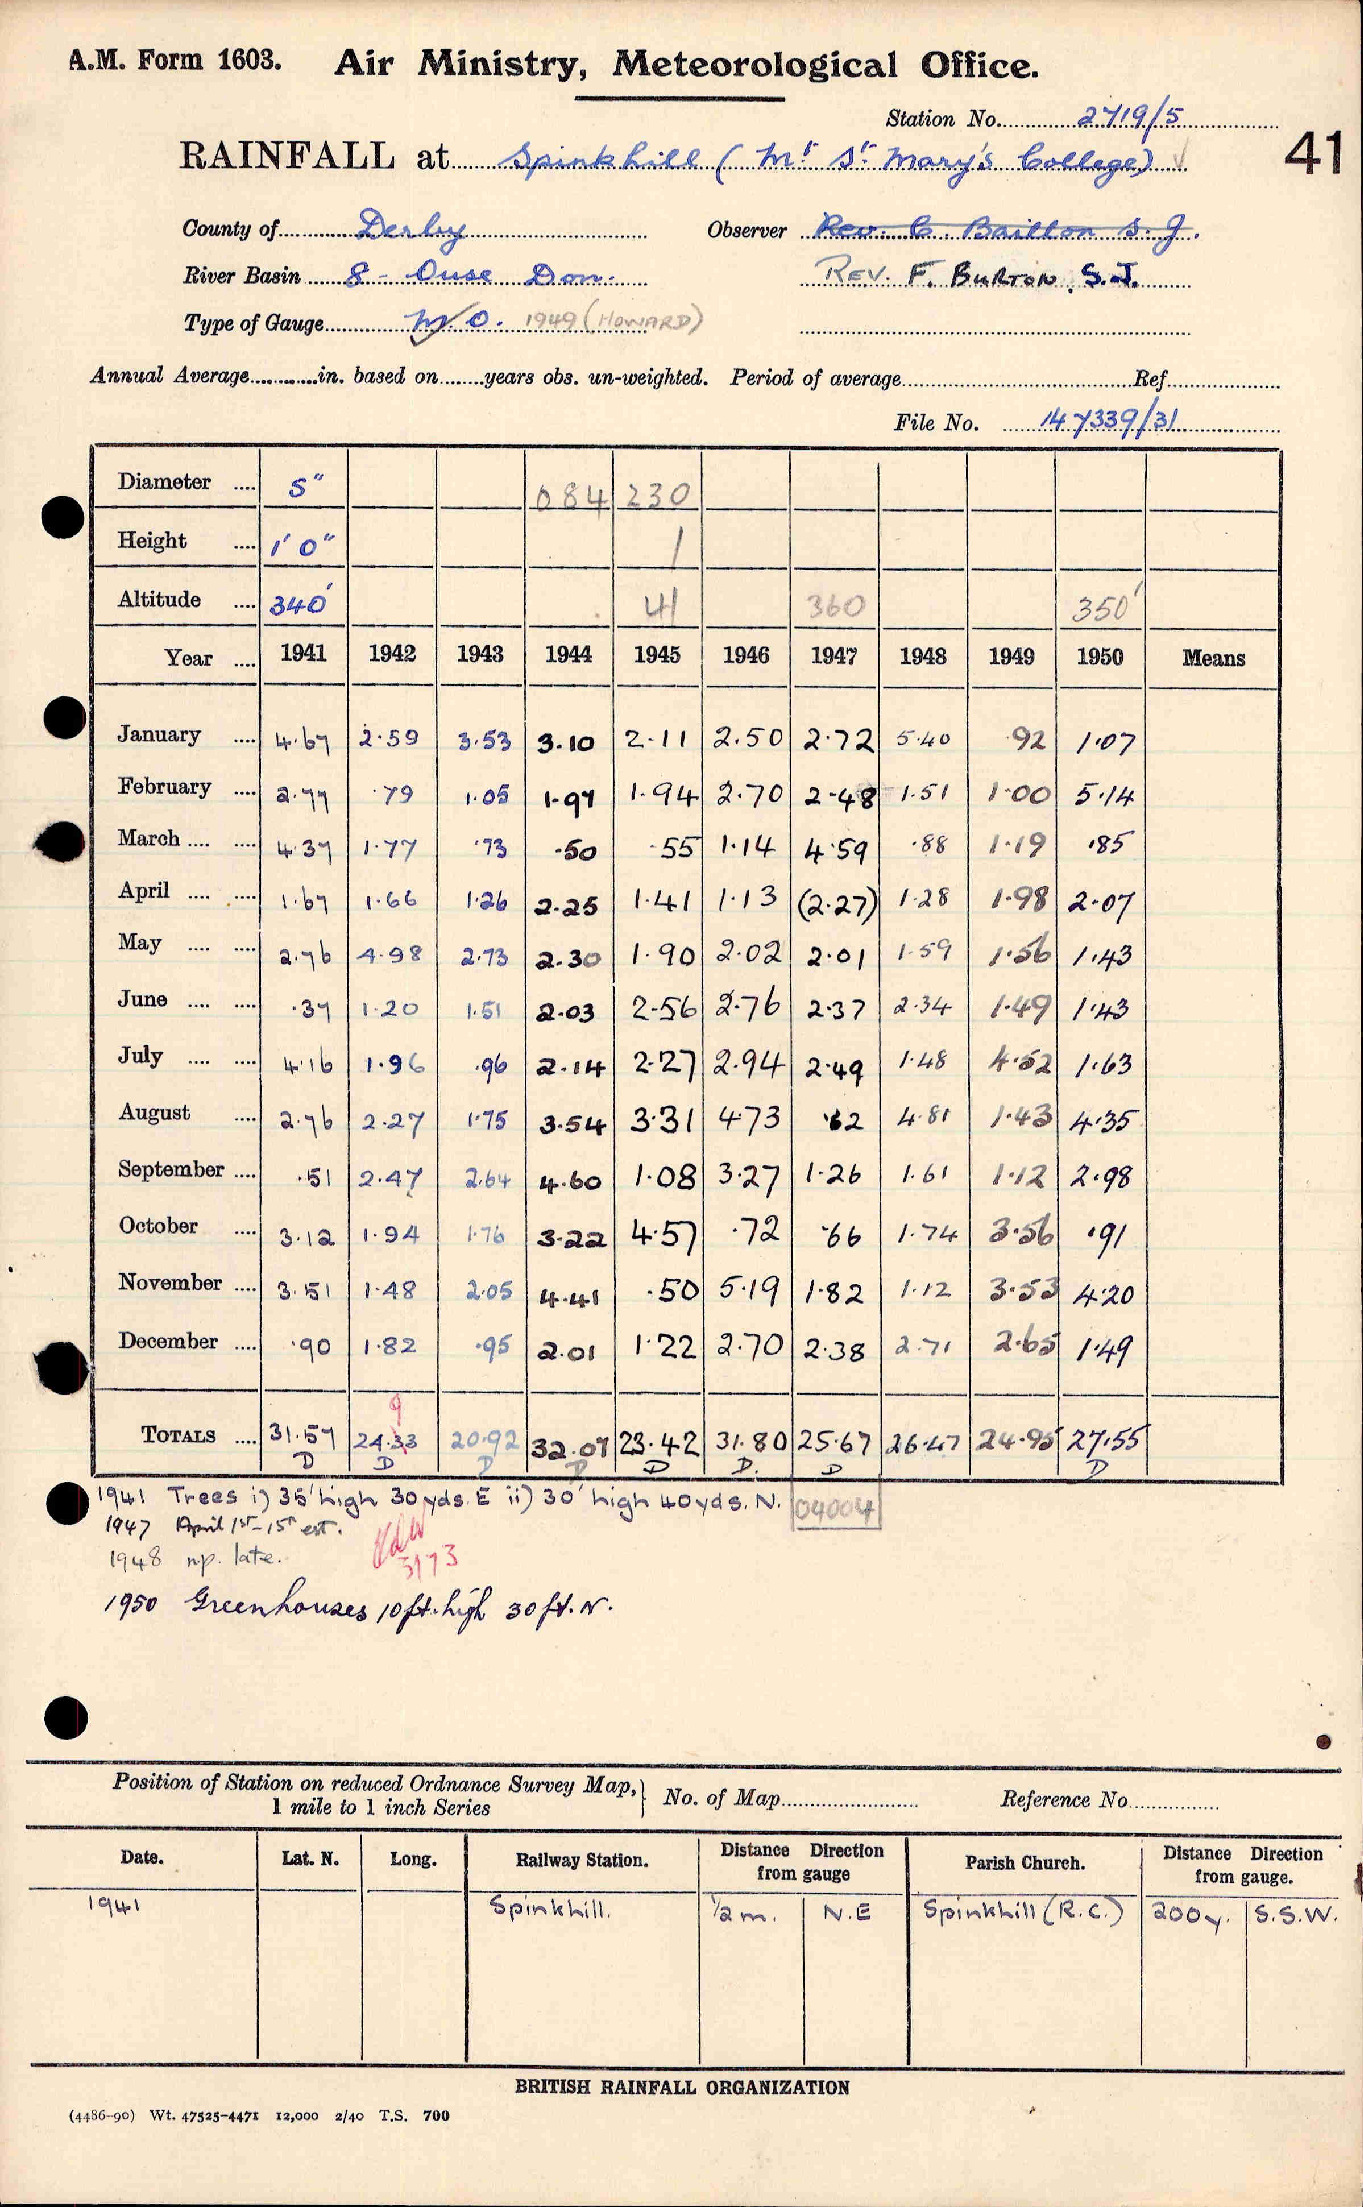 A.M. Form 1603. Air Ministry, Meteorological Office.
Station No. 2719/5
41
RAINFALL at Spinkhill (Mt St Mary's College)
County of Derby Observer Rev. C. Baillon S.J.
River Basin 8 - Ouse Don. REV. F. BURTON. S.J.
Type of Gauge M.O. 1949 (HOWARD)
Annual Average in. based on years obs. un-weighted. Period of average Ref
File No. 147339/31
Diameter 5" 084 230
Height 1' 0" 1
Altitude 340' 41 360 350'
Year 1941 1942 1943 1944 1945 1946 1947 1948 1949 1950 Means
January 4.67 2.59 3.53 3.10 2.11 2.50 2.72 5.40 .92 1.07
February 2.77 .79 1.05 1.97 1.94 2.70 2.48 1.51 1.00 5.14
March 4.37 1.77 .73 .50 .55 1.14 4.59 .88 1.19 .85
April 1.67 1.66 1.26 2.25 1.41 1.13 (2.27) 1.28 1.98 2.07
May 2.76 4.98 2.73 2.30 1.90 2.02 2.01 1.59 1.56 1.43
June .37 1.20 1.51 2.03 2.56 2.76 2.37 2.34 1.49 1.43
July 4.16 1.96 .96 2.14 2.27 2.94 2.49 1.48 4.52 1.63
August 2.76 2.27 1.75 3.54 3.31 4.73 .62 4.81 1.43 4.35
September .51 2.47 2.64 4.60 1.08 3.27 1.26 1.61 1.12 2.98
October 3.12 1.94 1.76 3.22 4.57 .72 .66 1.74 3.56 .91
November 3.51 1.48 2.05 4.41 .50 5.19 1.82 1.12 3.53 4.20
December .90 1.82 .95 2.01 1.22 2.70 2.38 2.71 2.65 1.49
9
TOTALS 31.57 24.33 20.92 32.07 23.42 31.80 25.67 26.47 24.95 27.55
D D D D D D. D D
1941 Trees i) 35' high 30 yds. E ii) 30' high 40 yds. N. 04004
1947 April 1st-15th est.
1948 np. late.
3/73
1950 Greenhouses 10ft. high 30 ft. N.
Position of Station on reduced Ordnance Survey Map, 1 mile to 1 inch Series No. of Map Reference No
Date. Lat. N. Long. Railway Station. Distance Direction from gauge Parish Church. Distance Direction from gauge.
1941 Spinkhill. 1/2 m. N.E Spinkhill (R.C.) 200y. S.S.W.
BRITISH RAINFALL ORGANIZATION
(4486-90) Wt. 47525-4471 12,000 2/40 T.S. 700